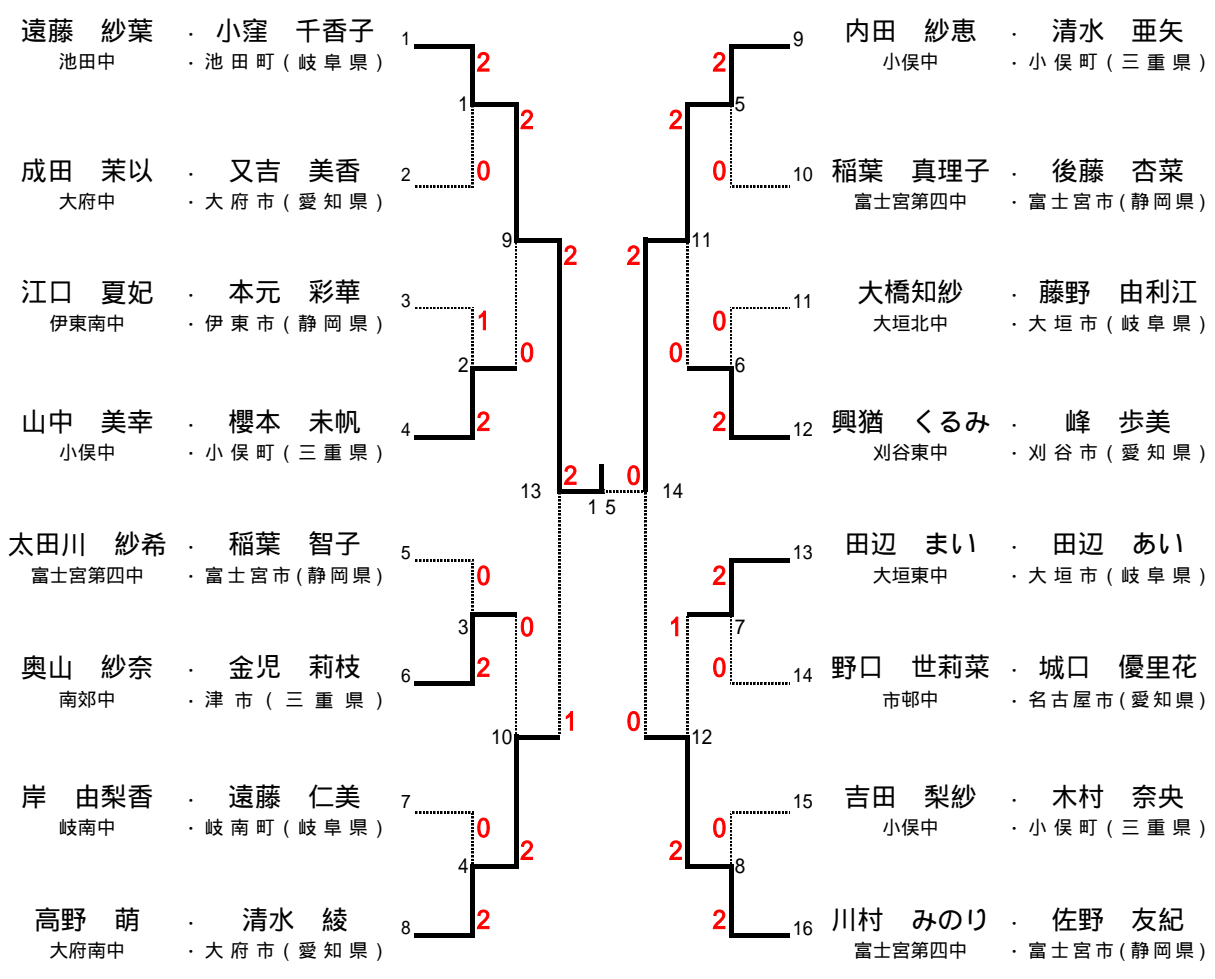 遠藤　紗葉 ・ 小窪　千香子 1
池田中 ・池田町(岐阜県)
2
1
2
成田　茉以 ・ 又吉　美香 2
大府中 ・大府市(愛知県)
0
9
2
江口　夏妃 ・ 本元　彩華 3
伊東南中 ・伊東市(静岡県)
1
2
0
山中　美幸 ・ 櫻本　未帆 4
小俣中 ・小俣町(三重県)
2
13
2
太田川　紗希 ・ 稲葉　智子 5
富士宮第四中 ・富士宮市(静岡県)
0
3
0
奥山　紗奈 ・ 金児　莉枝 6
南郊中 ・津市(三重県)
2
10
1
岸　由梨香 ・ 遠藤　仁美 7
岐南中 ・岐南町(岐阜県)
0
4
2
高野　萌 ・ 清水　綾 8
大府南中 ・大府市(愛知県)
2
15
9 内田　紗恵 ・ 清水　亜矢
小俣中 ・小俣町(三重県)
2
5
2
10 稲葉　真理子 ・ 後藤　杏菜
富士宮第四中 ・富士宮市(静岡県)
0
11
2
11 大橋知紗 ・ 藤野　由利江
大垣北中 ・大垣市(岐阜県)
0
6
0
12 興猶　くるみ ・ 峰　歩美
刈谷東中 ・刈谷市(愛知県)
2
0
14
13 田辺　まい ・ 田辺　あい
大垣東中 ・大垣市(岐阜県)
2
1
7
14 野口　世莉菜 ・ 城口　優里花
市邨中 ・名古屋市(愛知県)
0
0
12
15 吉田　梨紗 ・ 木村　奈央
小俣中 ・小俣町(三重県)
0
2
8
16 川村　みのり ・ 佐野　友紀
富士宮第四中 ・富士宮市(静岡県)
2